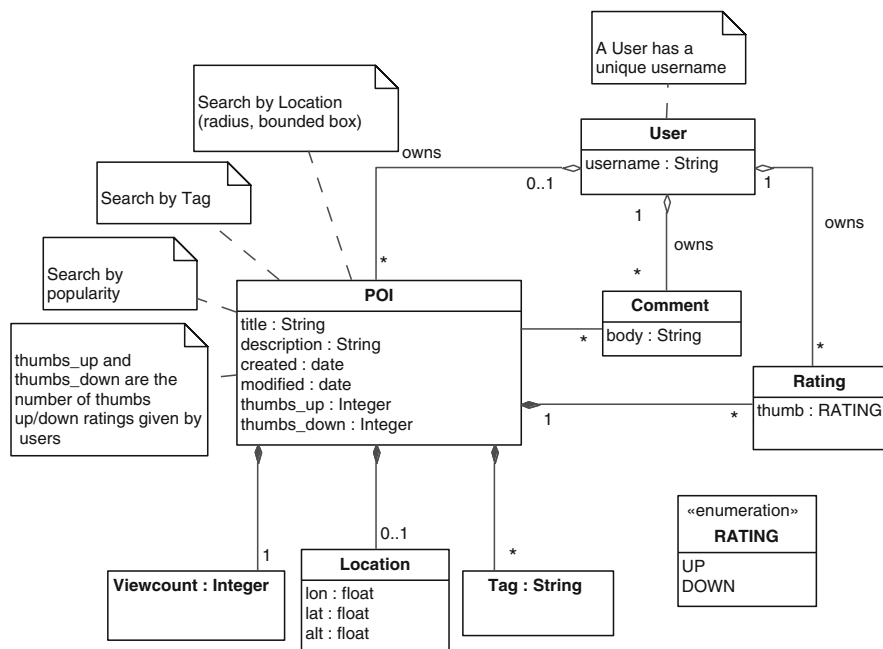 A User has a
unique username
Search by Location
(radius, bounded box)
User
username : String
owns
0..1
1
1
Search by Tag
owns
owns
*
*
Search by
popularity
POI
title : String
description : String
created : date
modified : date
thumbs_up : Integer
thumbs_down : Integer
Comment
body : String
*
*
thumbs_up and
thumbs_down are the
number of thumbs
up/down ratings given by
users
Rating
thumb : RATING
1
*
«enumeration»
RATING
UP
DOWN
1
0..1
*
Viewcount : Integer
Location
lon : float
lat : float
alt : float
Tag : String